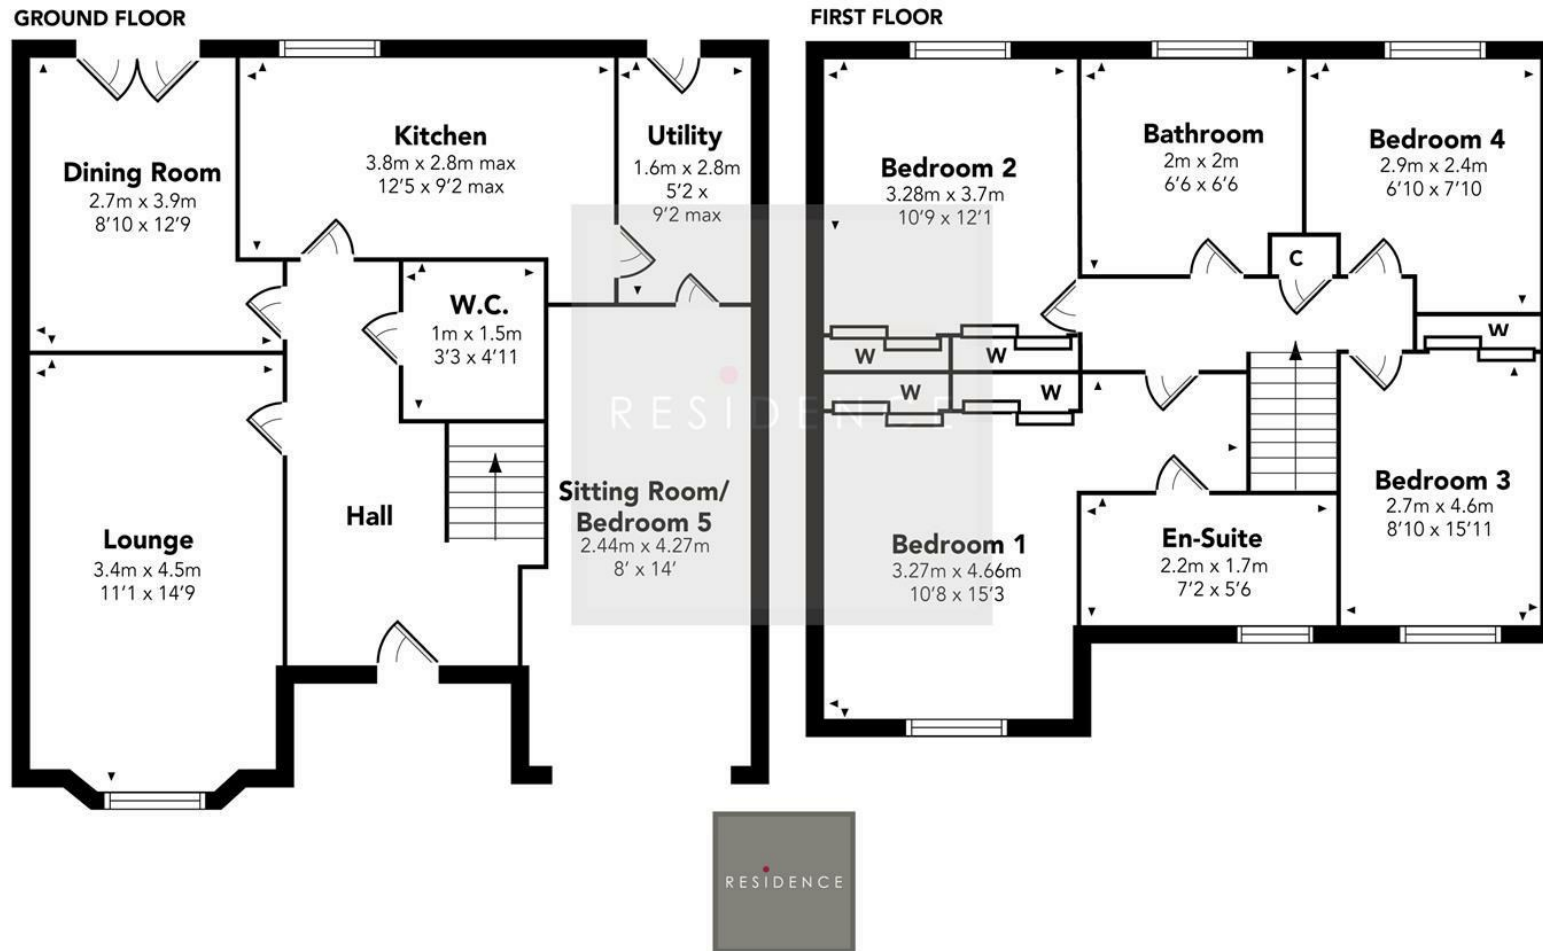 GROUND FLOOR
Dining Room
2.7m x 3.9m
8'10 x 12'9
Kitchen
3.8m x 2.8m max
12'5 x 9'2 max
Utility
1.6m x 2.8m
5'2 x
9'2 max
W.C.
1m x 1.5m
3'3 x 4'11
Lounge
3.4m x 4.5m
11'1 x 14'9
Hall
Sitting Room/
Bedroom 5
2.44m x 4.27m
8' x 14'
FIRST FLOOR
Bedroom 2
3.28m x 3.7m
10'9 x 12'1
Bathroom
2m x 2m
6'6 x 6'6
Bedroom 4
2.9m x 2.4m
6'10 x 7'10
C
W
W
W
W
W
Bedroom 1
3.27m x 4.66m
10'8 x 15'3
En-Suite
2.2m x 1.7m
7'2 x 5'6
Bedroom 3
2.7m x 4.6m
8'10 x 15'11
RESIDENCE
RESIDENCE